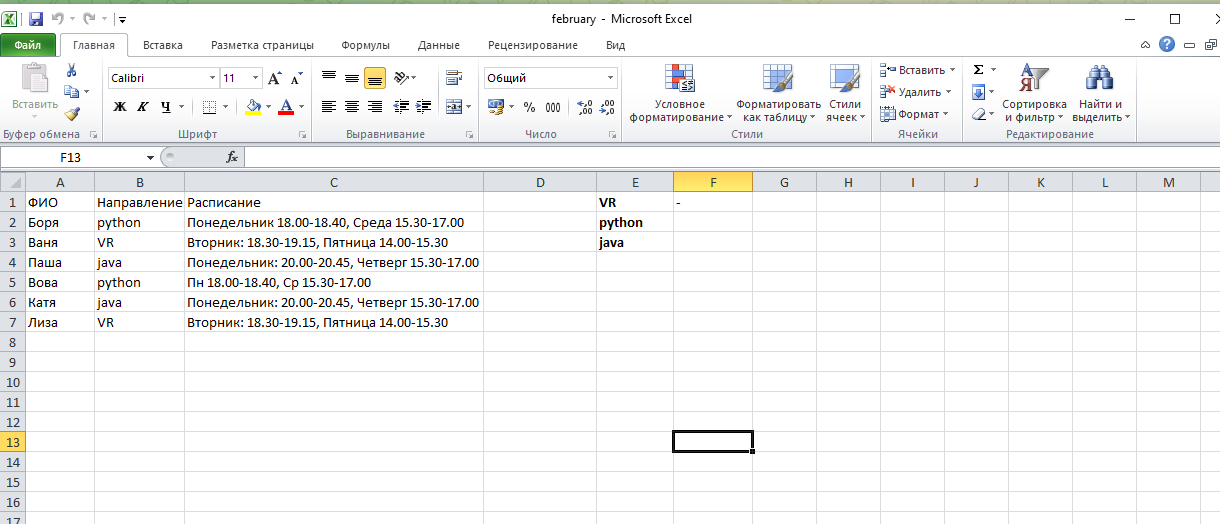 february - Microsoft Excel
Файл Главная Вставка Разметка страницы Формулы Данные Рецензирование Вид
Вставить
Буфер обмена
Calibri 11
Ж К Ч
Шрифт
Выравнивание
Общий
% 000 ,00 ,0
Число
Условное форматирование
Форматировать как таблицу
Стили ячеек
Стили
Вставить
Удалить
Формат
Ячейки
Σ
Сортировка и фильтр
Найти и выделить
Редактирование
F13 fx
A B C D E F G H I J K L M
1 ФИО Направление Расписание VR -
2 Боря python Понедельник 18.00-18.40, Среда 15.30-17.00 python
3 Ваня VR Вторник: 18.30-19.15, Пятница 14.00-15.30 java
4 Паша java Понедельник: 20.00-20.45, Четверг 15.30-17.00
5 Вова python Пн 18.00-18.40, Ср 15.30-17.00
6 Катя java Понедельник: 20.00-20.45, Четверг 15.30-17.00
7 Лиза VR Вторник: 18.30-19.15, Пятница 14.00-15.30
8
9
10
11
12
13
14
15
16
17